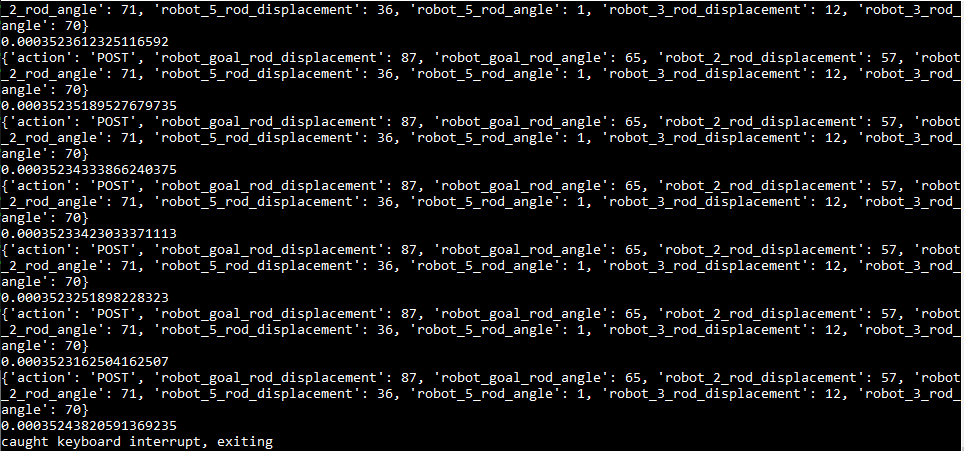 _2_rod_angle': 71, 'robot_5_rod_displacement': 36, 'robot_5_rod_angle': 1, 'robot_3_rod_displacement': 12, 'robot_3_rod_
angle': 70}
0.0003523612325116592
{'action': 'POST', 'robot_goal_rod_displacement': 87, 'robot_goal_rod_angle': 65, 'robot_2_rod_displacement': 57, 'robot
_2_rod_angle': 71, 'robot_5_rod_displacement': 36, 'robot_5_rod_angle': 1, 'robot_3_rod_displacement': 12, 'robot_3_rod_
angle': 70}
0.00035235189527679735
{'action': 'POST', 'robot_goal_rod_displacement': 87, 'robot_goal_rod_angle': 65, 'robot_2_rod_displacement': 57, 'robot
_2_rod_angle': 71, 'robot_5_rod_displacement': 36, 'robot_5_rod_angle': 1, 'robot_3_rod_displacement': 12, 'robot_3_rod_
angle': 70}
0.00035234333866240375
{'action': 'POST', 'robot_goal_rod_displacement': 87, 'robot_goal_rod_angle': 65, 'robot_2_rod_displacement': 57, 'robot
_2_rod_angle': 71, 'robot_5_rod_displacement': 36, 'robot_5_rod_angle': 1, 'robot_3_rod_displacement': 12, 'robot_3_rod_
angle': 70}
0.00035233423033371113
{'action': 'POST', 'robot_goal_rod_displacement': 87, 'robot_goal_rod_angle': 65, 'robot_2_rod_displacement': 57, 'robot
_2_rod_angle': 71, 'robot_5_rod_displacement': 36, 'robot_5_rod_angle': 1, 'robot_3_rod_displacement': 12, 'robot_3_rod_
angle': 70}
0.0003523251898228323
{'action': 'POST', 'robot_goal_rod_displacement': 87, 'robot_goal_rod_angle': 65, 'robot_2_rod_displacement': 57, 'robot
_2_rod_angle': 71, 'robot_5_rod_displacement': 36, 'robot_5_rod_angle': 1, 'robot_3_rod_displacement': 12, 'robot_3_rod_
angle': 70}
0.0003523162504162507
{'action': 'POST', 'robot_goal_rod_displacement': 87, 'robot_goal_rod_angle': 65, 'robot_2_rod_displacement': 57, 'robot
_2_rod_angle': 71, 'robot_5_rod_displacement': 36, 'robot_5_rod_angle': 1, 'robot_3_rod_displacement': 12, 'robot_3_rod_
angle': 70}
0.00035243820591369235
caught keyboard interrupt, exiting